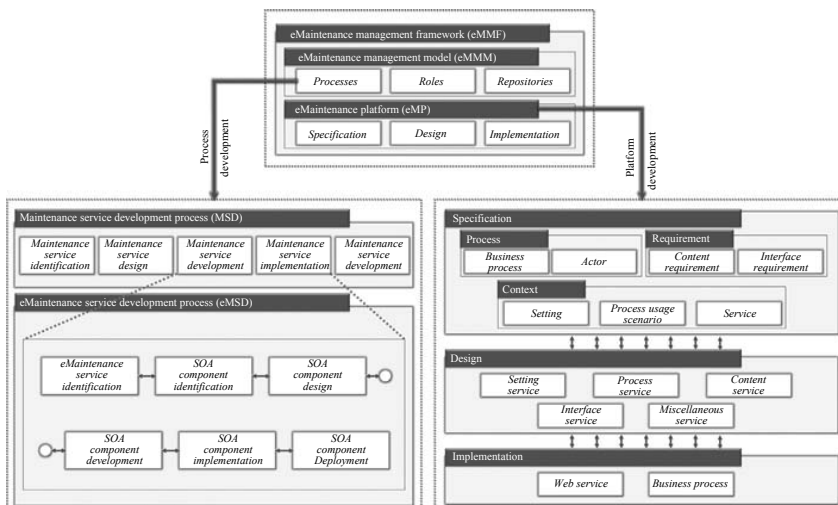 eMaintenance management framework (eMMF)
eMaintenance management model (eMMM)
Processes
Roles
Repositories
eMaintenance platform (eMP)
Specification
Design
Implementation
Process
development
Platform
development
Maintenance service development process (MSD)
Maintenance
service
identification
Maintenance
service
design
Maintenance
service
development
Maintenance
service
implementation
Maintenance
service
development
eMaintenance service development process (eMSD)
eMaintenance
service
identification
SOA
component
identification
SOA
component
design
SOA
component
development
SOA
component
implementation
SOA
component
Deployment
Specification
Process
Business
process
Actor
Requirement
Content
requirement
Interface
requirement
Context
Setting
Process usage
scenario
Service
Design
Setting
service
Process
service
Content
service
Interface
service
Miscellaneous
service
Implementation
Web service
Business process